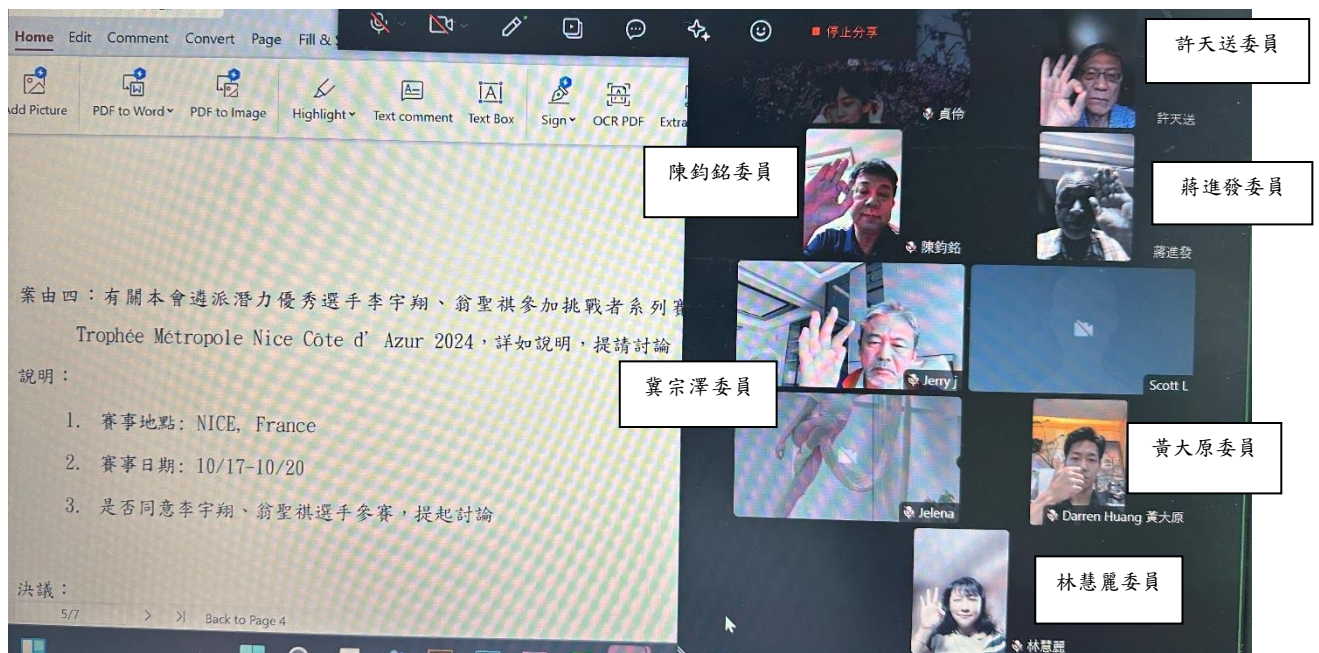 Home Edit Comment Convert Page Fill &
停止分享
Add Picture PDF to Word PDF to Image Highlight Text comment Text Box Sign OCR PDF Extra
案由四：有關本會遴派潛力優秀選手李宇翔、翁聖祺參加挑戰者系列賽
Trophée Métropole Nice Côte d' Azur 2024，詳如說明，提請討論
說明：
1. 賽事地點: NICE, France
2. 賽事日期: 10/17-10/20
3. 是否同意李宇翔、翁聖祺選手參賽，提起討論
決議：
5/7 Back to Page 4
貞伶
許天送委員
許天送
陳鈞銘委員
陳鈞銘
蔣進發委員
蔣進發
冀宗澤委員
Jerry j
Scott L
Jelena
黃大原委員
Darren Huang 黃大原
林慧麗委員
林慧麗